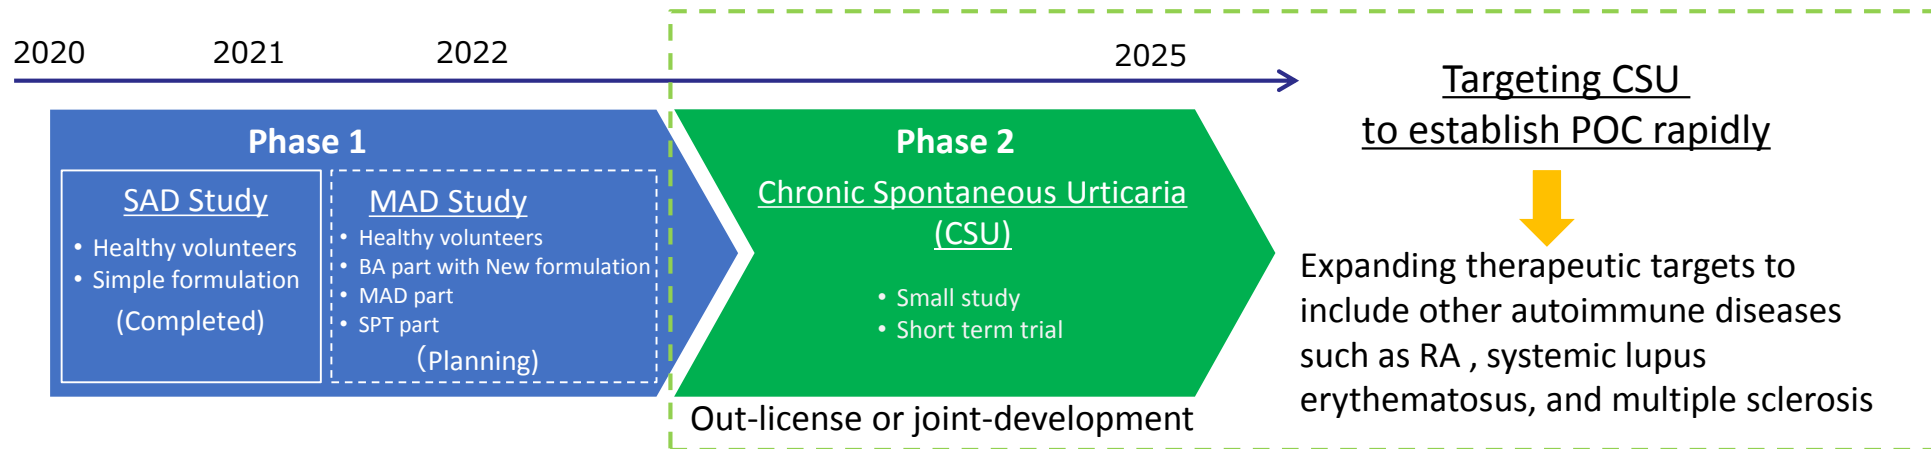 2020
2021
2022
2025
Phase 1
SAD Study
• Healthy volunteers
• Simple formulation
(Completed)
MAD Study
• Healthy volunteers
• BA part with New formulation
• MAD part
• SPT part
（Planning)
Phase 2
Chronic Spontaneous Urticaria
(CSU)
• Small study
• Short term trial
Out-license or joint-development
Targeting CSU
to establish POC rapidly
Expanding therapeutic targets to
include other autoimmune diseases
such as RA , systemic lupus
erythematosus, and multiple sclerosis